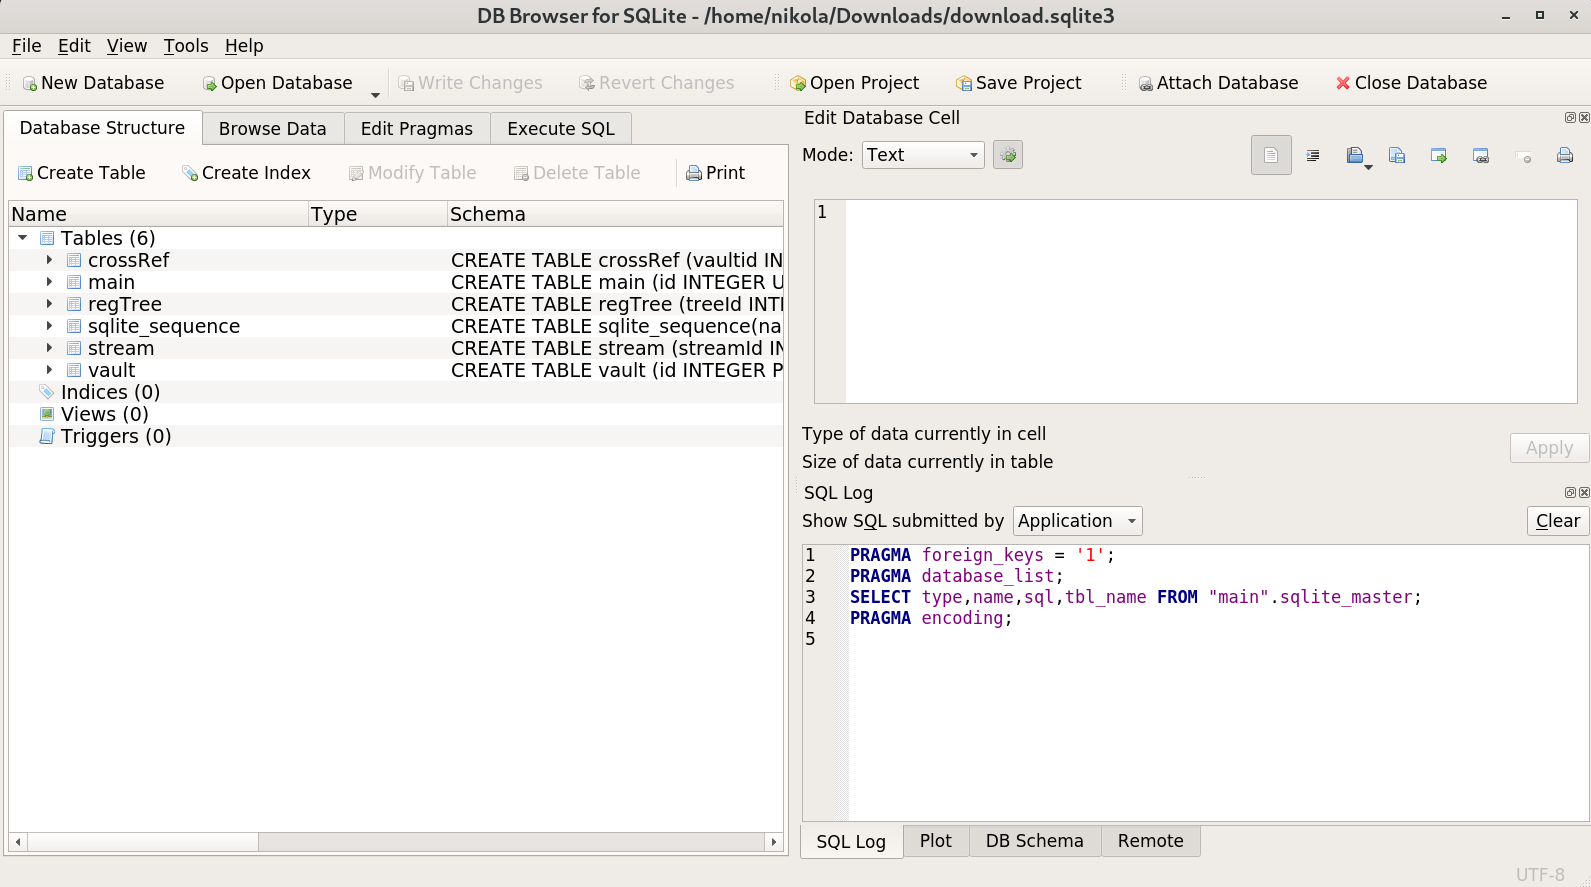 DB Browser for SQLite - /home/nikola/Downloads/download.sqlite3
File Edit View Tools Help
New Database Open Database Write Changes Revert Changes Open Project Save Project Attach Database Close Database
Database Structure Browse Data Edit Pragmas Execute SQL
Create Table Create Index Modify Table Delete Table Print
Name Type Schema
Tables (6)
crossRef CREATE TABLE crossRef (vaultid IN
main CREATE TABLE main (id INTEGER U
regTree CREATE TABLE regTree (treeId INT
sqlite_sequence CREATE TABLE sqlite_sequence(na
stream CREATE TABLE stream (streamId IN
vault CREATE TABLE vault (id INTEGER P
Indices (0)
Views (0)
Triggers (0)
Edit Database Cell
Mode: Text
1
Type of data currently in cell
Size of data currently in table
Apply
SQL Log
Show SQL submitted by Application Clear
1 PRAGMA foreign_keys = '1';
2 PRAGMA database_list;
3 SELECT type,name,sql,tbl_name FROM "main".sqlite_master;
4 PRAGMA encoding;
5
SQL Log Plot DB Schema Remote
UTF-8